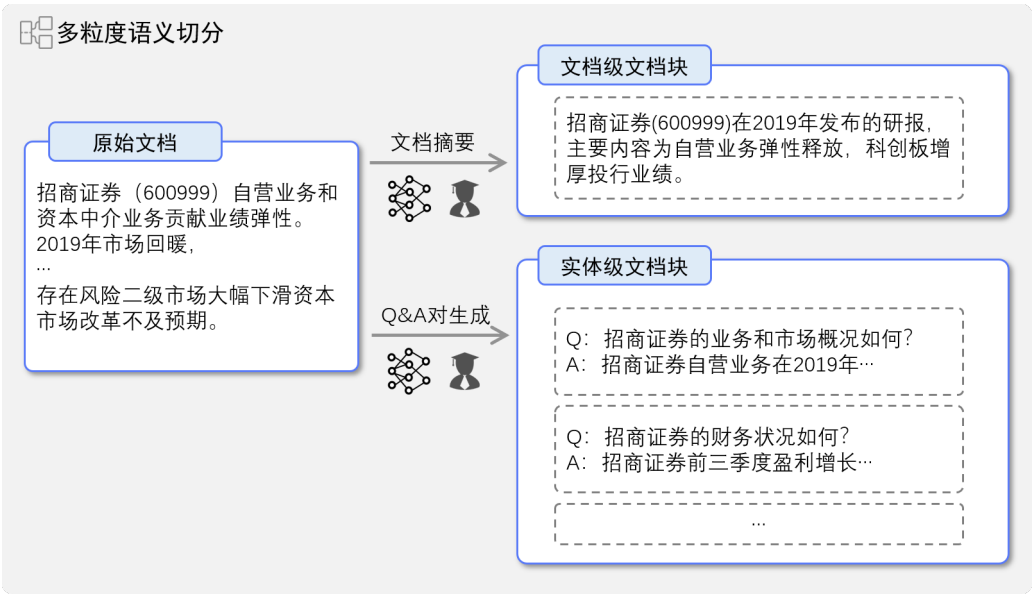 多粒度语义切分
原始文档
招商证券（600999）自营业务和
资本中介业务贡献业绩弹性。
2019年市场回暖，
…
存在风险二级市场大幅下滑资本
市场改革不及预期。
文档摘要
Q&A对生成
文档级文档块
招商证券(600999)在2019年发布的研报，
主要内容为自营业务弹性释放，科创板增
厚投行业绩。
实体级文档块
Q：招商证券的业务和市场概况如何？
A：招商证券自营业务在2019年…
Q：招商证券的财务状况如何？
A：招商证券前三季度盈利增长…
…